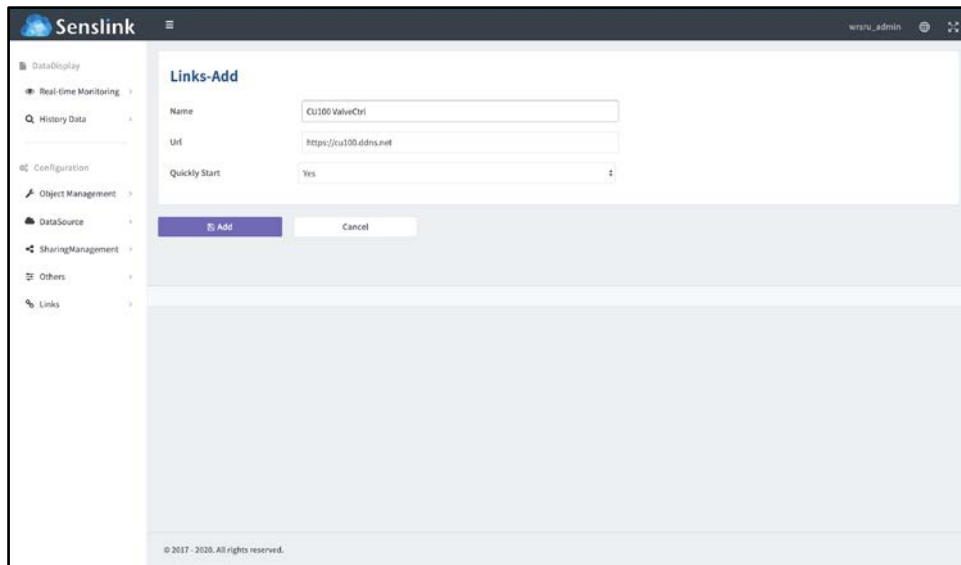 Senslink
wrsru_admin
DataDisplay
Real-time Monitoring
History Data
Configuration
Object Management
DataSource
SharingManagement
Others
Links
Links-Add
Name
CU100 ValveCtrl
Url
https://cu100.ddns.net
Quickly Start
Yes
Add
Cancel
© 2017 - 2020. All rights reserved.